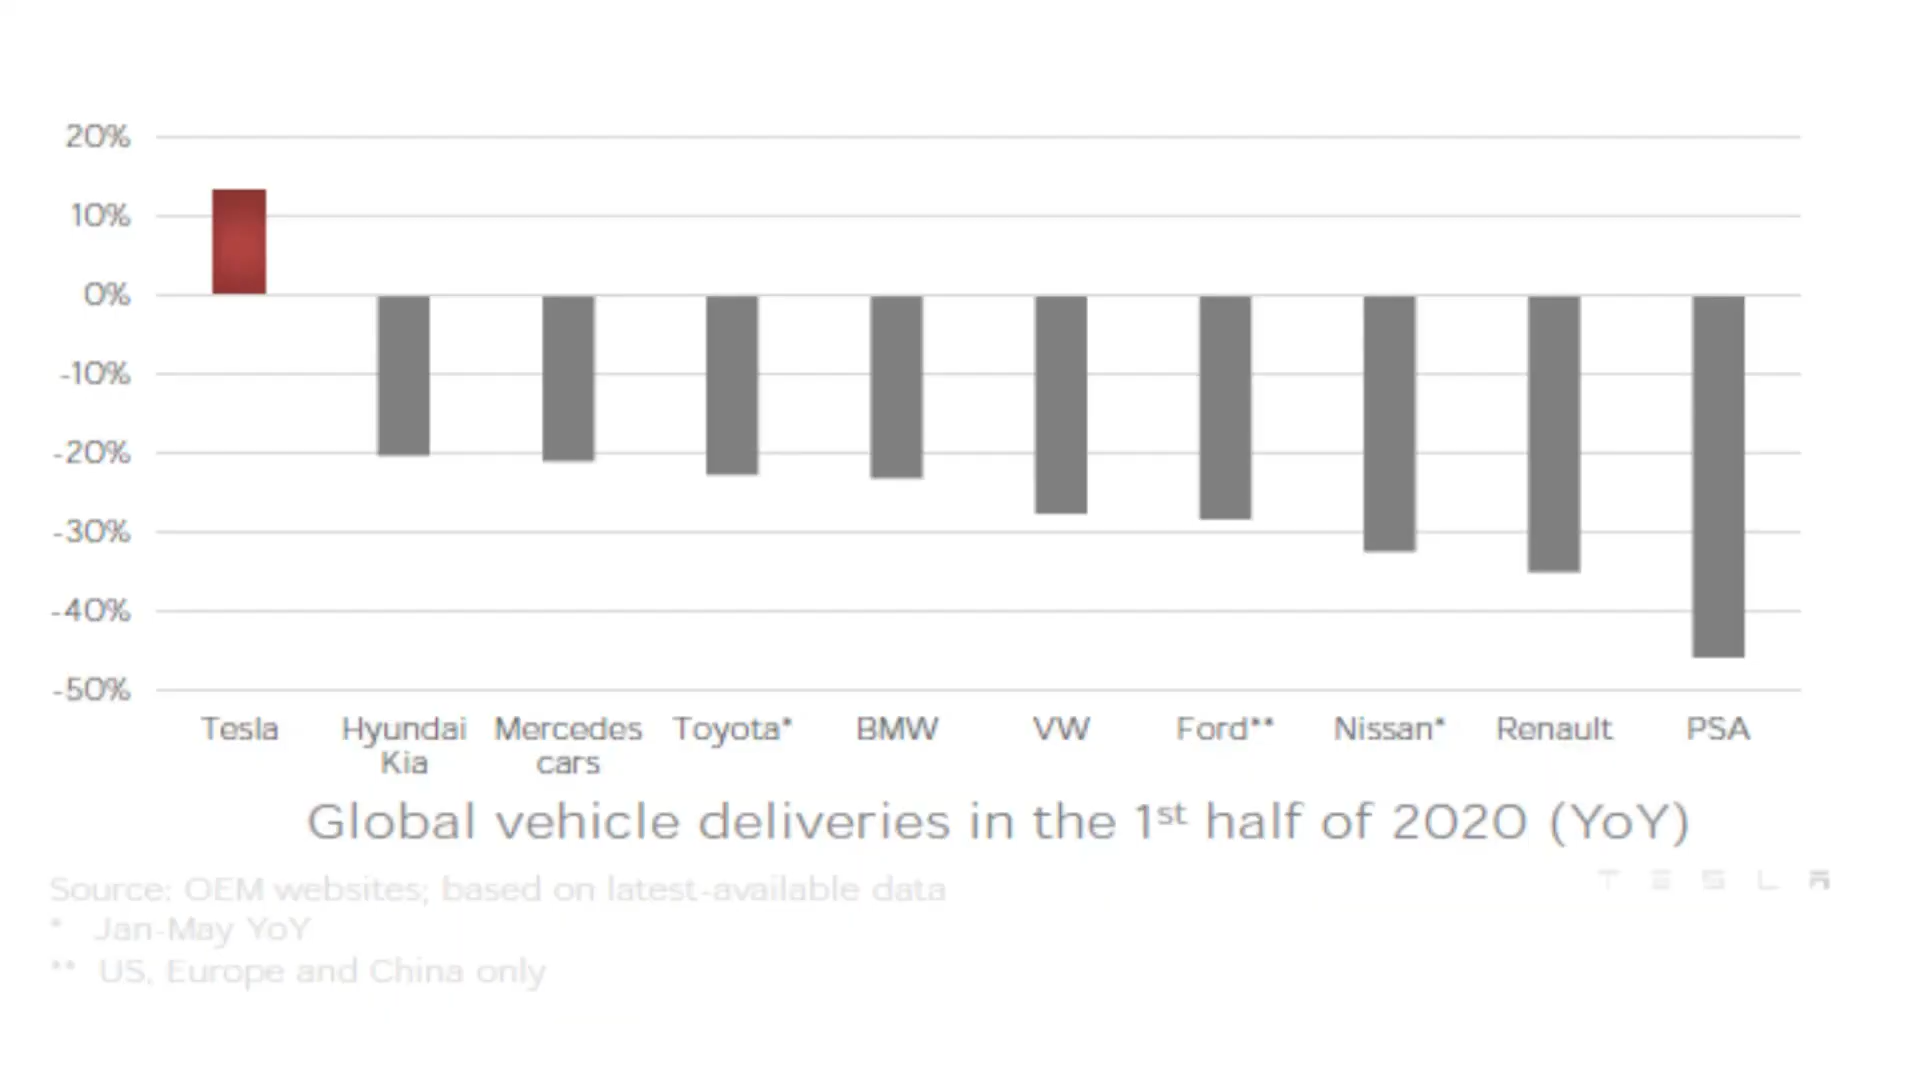 20%
10%
0%
-10%
-20%
-30%
-40%
-50%
Tesla
Hyundai
Kia
Mercedes
cars
Toyota*
BMW
VW
Ford**
Nissan*
Renault
PSA
Global vehicle deliveries in the 1st half of 2020 (YoY)
Source: OEM websites; based on latest-available data
TESLA
* Jan-May YoY
** US, Europe and China only